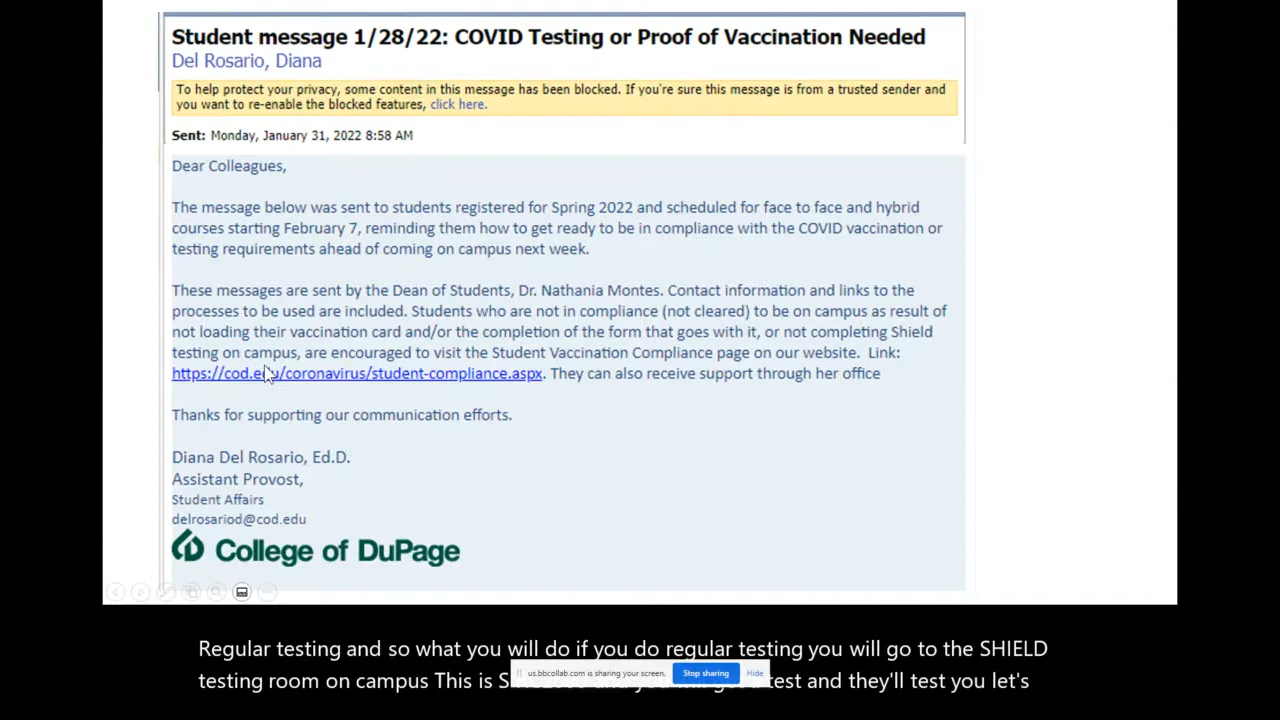 Student message 1/28/22: COVID Testing or Proof of Vaccination Needed
Del Rosario, Diana
To help protect your privacy, some content in this message has been blocked. If you're sure this message is from a trusted sender and
you want to re-enable the blocked features, click here.
Sent: Monday, January 31, 2022 8:58 AM
Dear Colleagues,
The message below was sent to students registered for Spring 2022 and scheduled for face to face and hybrid
courses starting February 7, reminding them how to get ready to be in compliance with the COVID vaccination or
testing requirements ahead of coming on campus next week.
These messages are sent by the Dean of Students, Dr. Nathania Montes. Contact information and links to the
processes to be used are included. Students who are not in compliance (not cleared) to be on campus as result of
not loading their vaccination card and/or the completion of the form that goes with it, or not completing Shield
testing on campus, are encouraged to visit the Student Vaccination Compliance page on our website. Link:
https://cod.edu/coronavirus/student-compliance.aspx. They can also receive support through her office
Thanks for supporting our communication efforts.
Diana Del Rosario, Ed.D.
Assistant Provost,
Student Affairs
delrosariod@cod.edu
College of DuPage
Regular testing and so what you will do if you do regular testing you will go to the SHIELD
testing room on campus This is test and they'll test you let's
us.bbcollab.com is sharing your screen. Stop sharing Hide